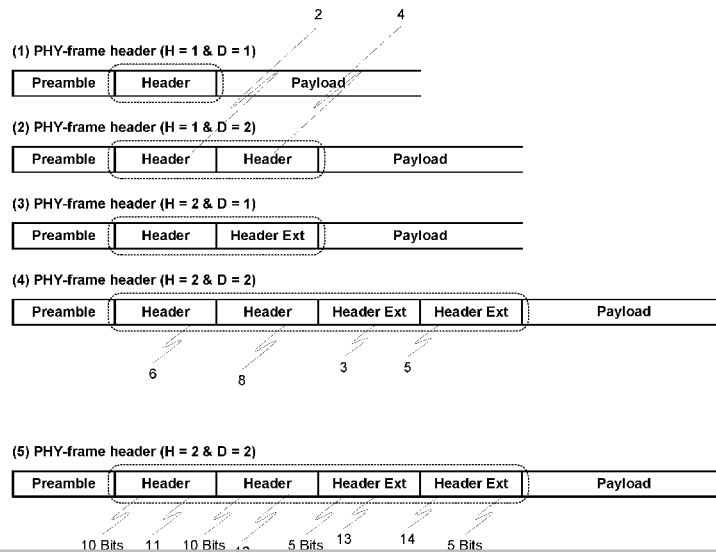 2 4
(1) PHY-frame header (H = 1 & D = 1)
Preamble Header Payload
(2) PHY-frame header (H = 1 & D = 2)
Preamble Header Header Payload
(3) PHY-frame header (H = 2 & D = 1)
Preamble Header Header Ext Payload
(4) PHY-frame header (H = 2 & D = 2)
Preamble Header Header Header Ext Header Ext Payload
6 8 3 5
(5) PHY-frame header (H = 2 & D = 2)
Preamble Header Header Header Ext Header Ext Payload
10 Bits 11 10 Bits 5 Bits 13 14 5 Bits